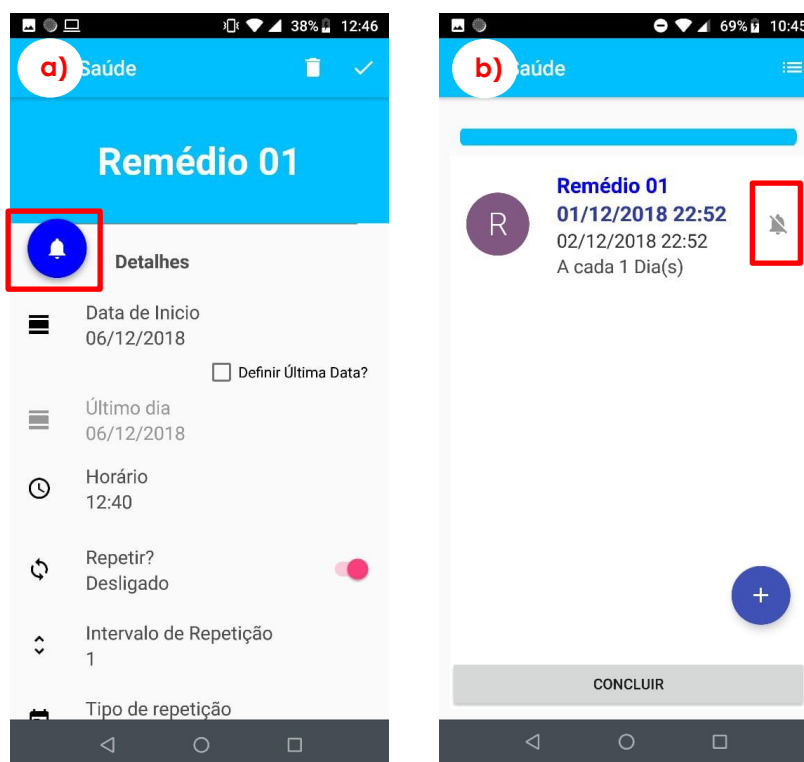 38% 12:46
a) Saúde
Remédio 01
Detalhes
Data de Inicio
06/12/2018
Definir Última Data?
Último dia
06/12/2018
Horário
12:40
Repetir?
Desligado
Intervalo de Repetição
1
Tipo de repetição
69% 10:45
b) aúde
Remédio 01
R
01/12/2018 22:52
02/12/2018 22:52
A cada 1 Dia(s)
+
CONCLUIR